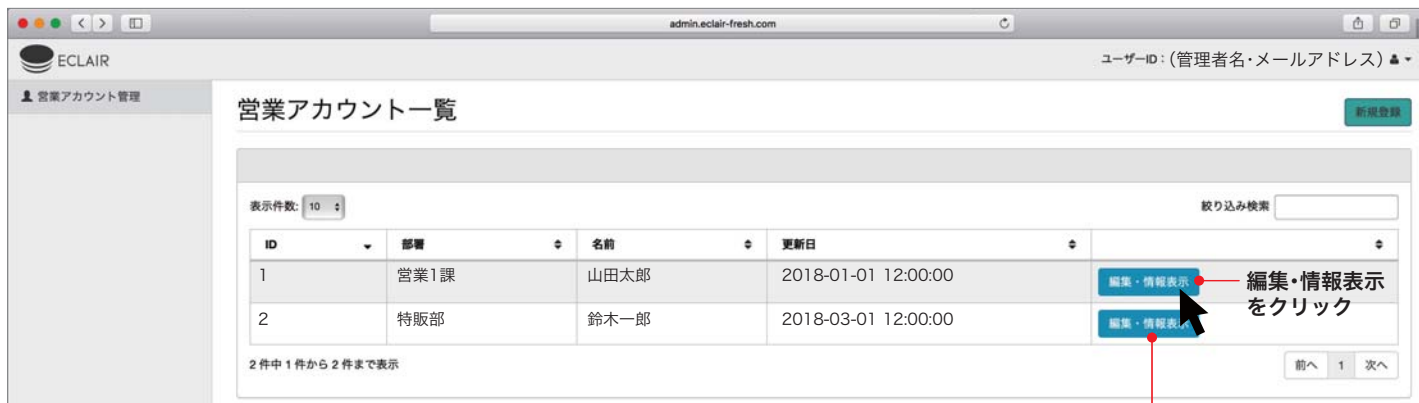 admin.eclair-fresh.com
ECLAIR
ユーザーID：（管理者名・メールアドレス）
営業アカウント管理
営業アカウント一覧
新規登録
表示件数: 10
絞り込み検索
ID 部署 名前 更新日
1 営業1課 山田太郎 2018-01-01 12:00:00 編集・情報表示
編集・情報表示
をクリック
2 特販部 鈴木一郎 2018-03-01 12:00:00 編集・情報表
2 件中 1 件から 2 件まで表示
前へ 1 次へ